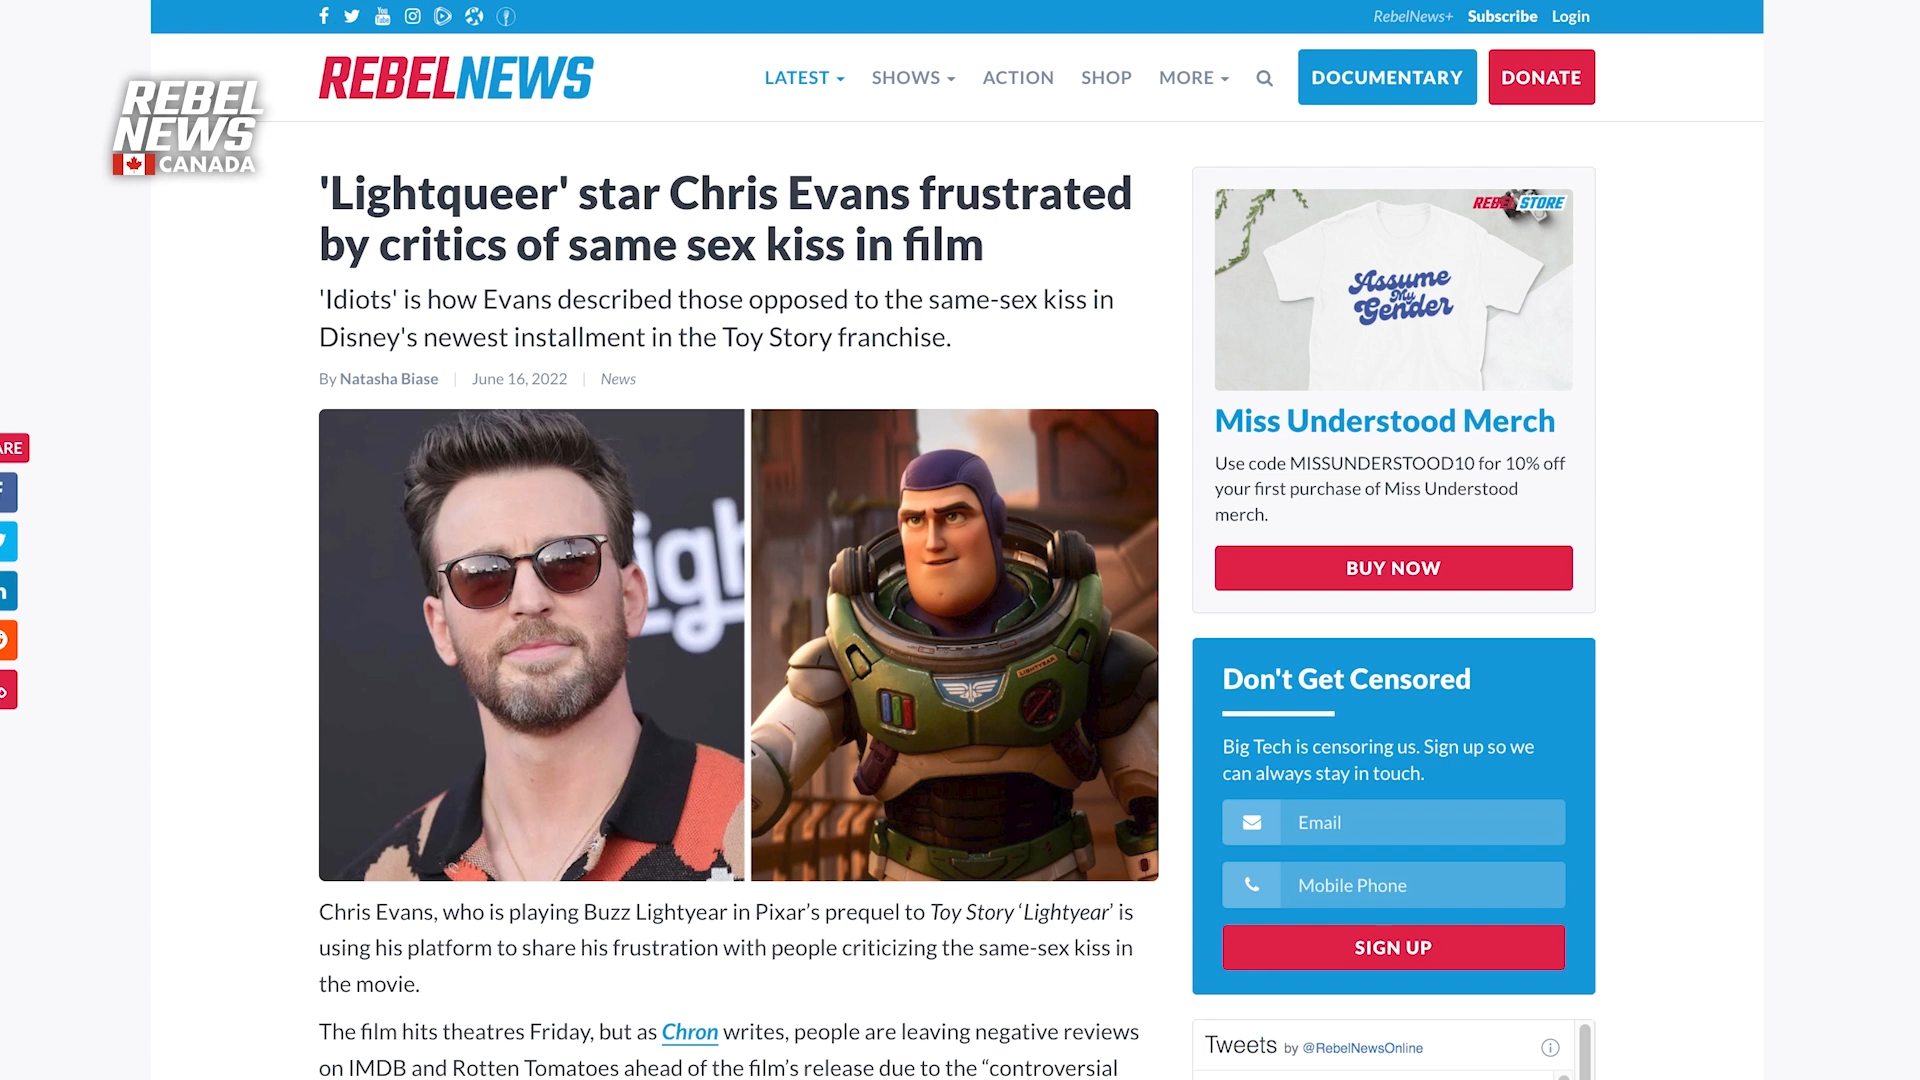 RebelNews+ Subscribe Login
REBELNEWS
LATEST SHOWS ACTION SHOP MORE DOCUMENTARY DONATE
REBEL
NEWS
CANADA
'Lightqueer' star Chris Evans frustrated
by critics of same sex kiss in film
'Idiots' is how Evans described those opposed to the same-sex kiss in
Disney's newest installment in the Toy Story franchise.
By Natasha Biase | June 16, 2022 | News
ARE
Chris Evans, who is playing Buzz Lightyear in Pixar's prequel to Toy Story ‘Lightyear’ is
using his platform to share his frustration with people criticizing the same-sex kiss in
the movie.
The film hits theatres Friday, but as Chron writes, people are leaving negative reviews
on IMDB and Rotten Tomatoes ahead of the film’s release due to the “controversial
REBEL STORE
Assume
My
Gender
Miss Understood Merch
Use code MISSUNDERSTOOD10 for 10% off
your first purchase of Miss Understood
merch.
BUY NOW
Don't Get Censored
Big Tech is censoring us. Sign up so we
can always stay in touch.
Email
Mobile Phone
SIGN UP
Tweets by @RebelNewsOnline